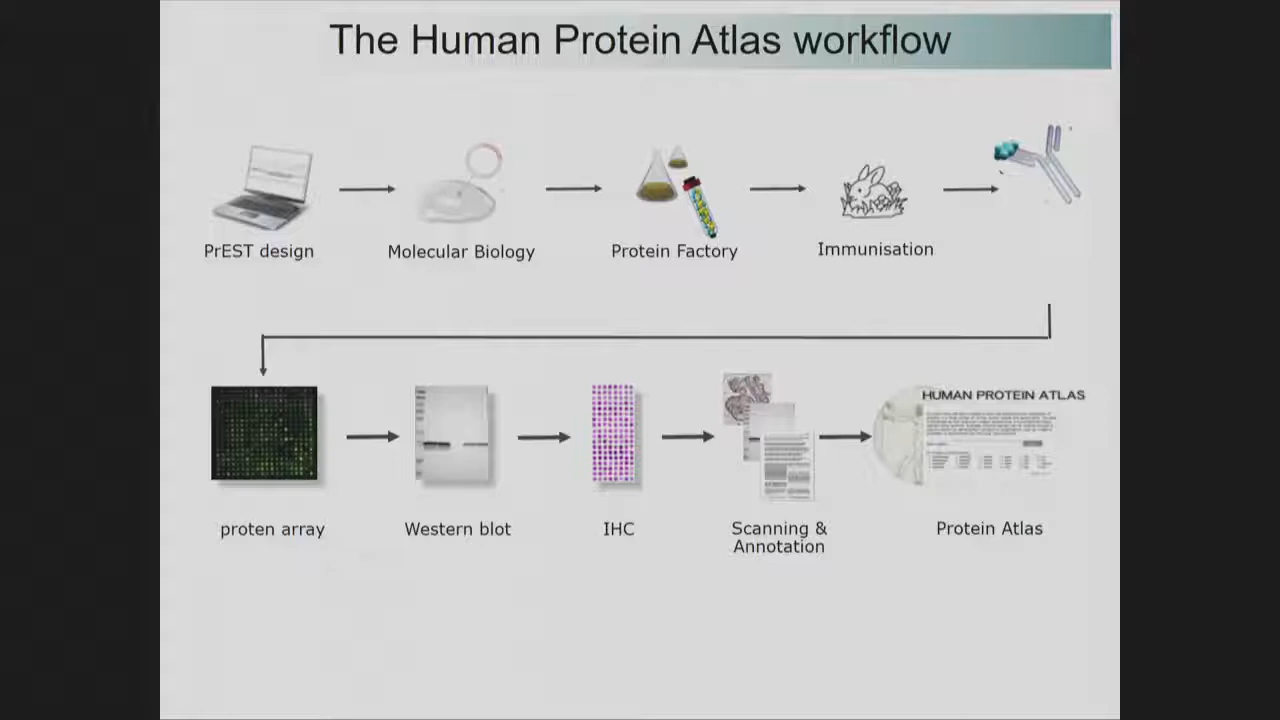 The Human Protein Atlas workflow
PrEST design
Molecular Biology
Protein Factory
Immunisation
HUMAN PROTEIN ATLAS
proten array
Western blot
IHC
Scanning &
Annotation
Protein Atlas